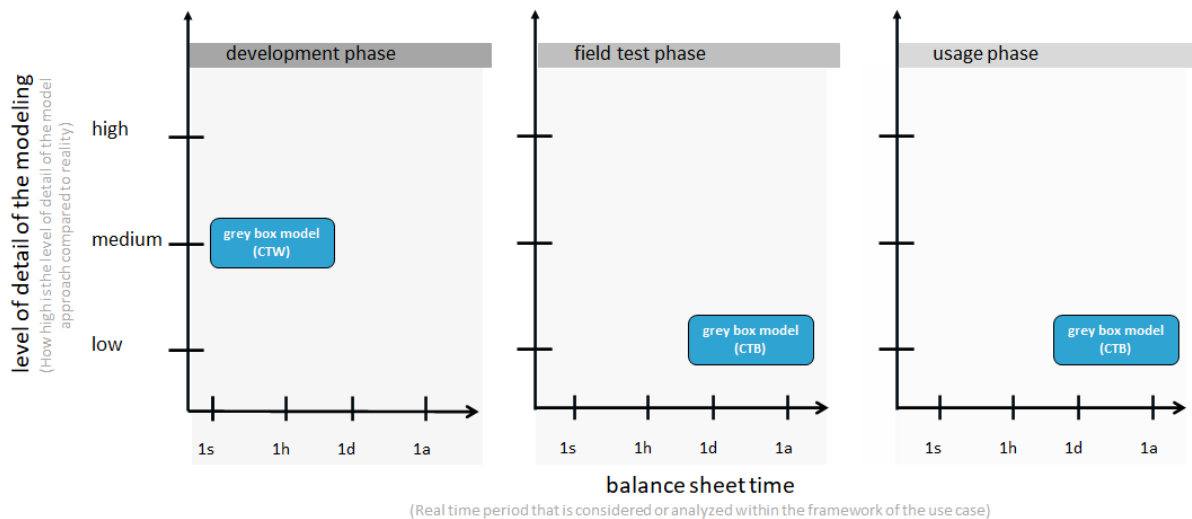 development phase
field test phase
usage phase
level of detail of the modeling
(How high is the level of detail of the model
approach compared to reality)
high
medium
low
grey box model
(CTW)
grey box model
(CTB)
grey box model
(CTB)
1s 1h 1d 1a
1s 1h 1d 1a
1s 1h 1d 1a
balance sheet time
(Real time period that is considered or analyzed within the framework of the use case)